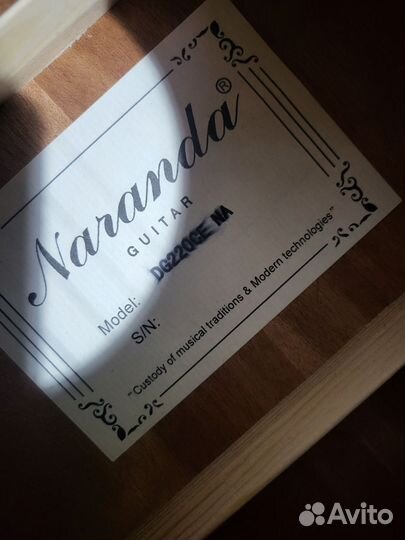 Naranda®
GUITAR
Model: DG220CE NA
S/N:
"Custody of musical traditions & Modern technologies"
Avito